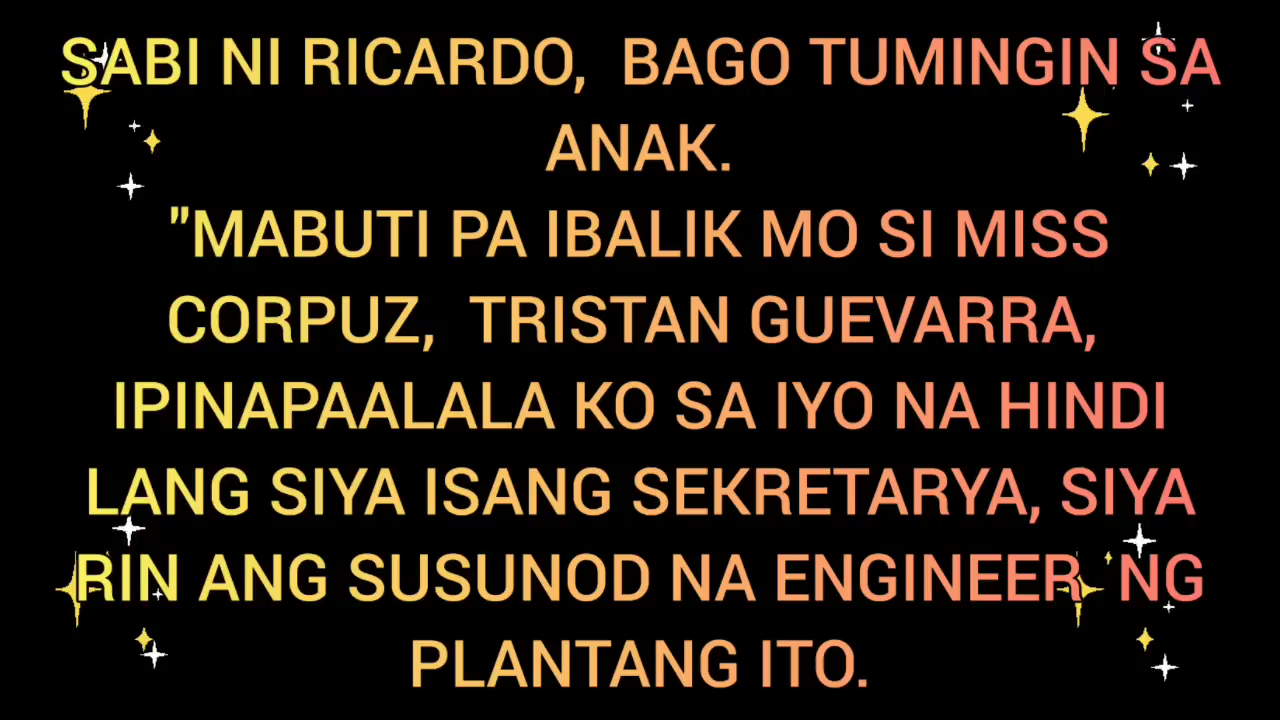 SABI NI RICARDO,  BAGO TUMINGIN SA
ANAK.
"MABUTI PA IBALIK MO SI MISS
CORPUZ,  TRISTAN GUEVARRA,
IPINAPAALALA KO SA IYO NA HINDI
LANG SIYA ISANG SEKRETARYA, SIYA
RIN ANG SUSUNOD NA ENGINEER  NG
PLANTANG ITO.